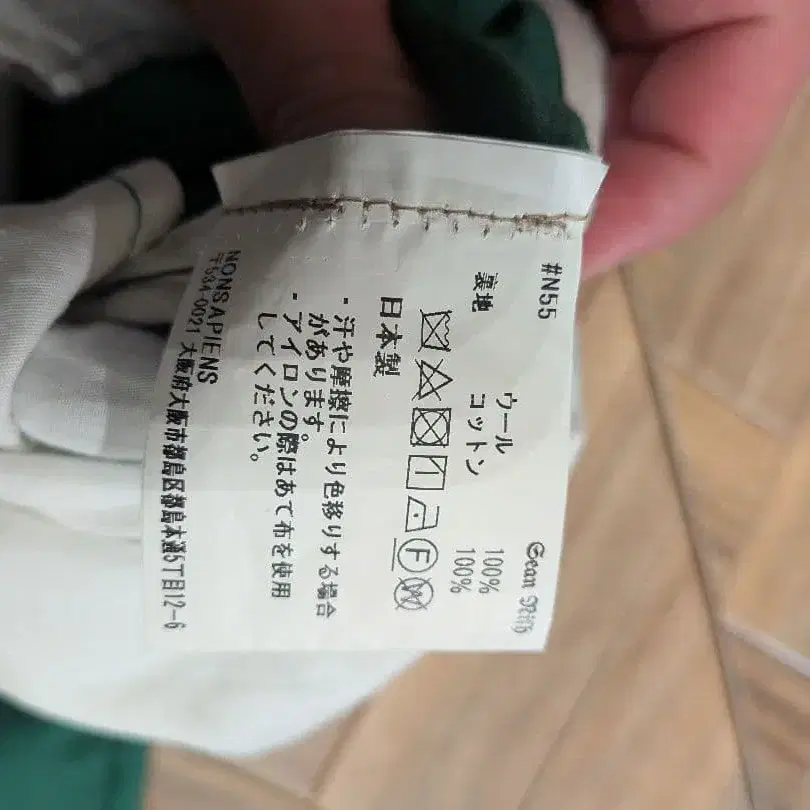 #N55 Gean
ウール 100%
裏地 コットン 100%
F W
日本製
・汗や摩擦により色移りする場合
があります。
・アイロンの際はあて布を使用
してください。
NONSAPIENS
〒534-0021 大阪府大阪市都島区都島本通5丁目12-6